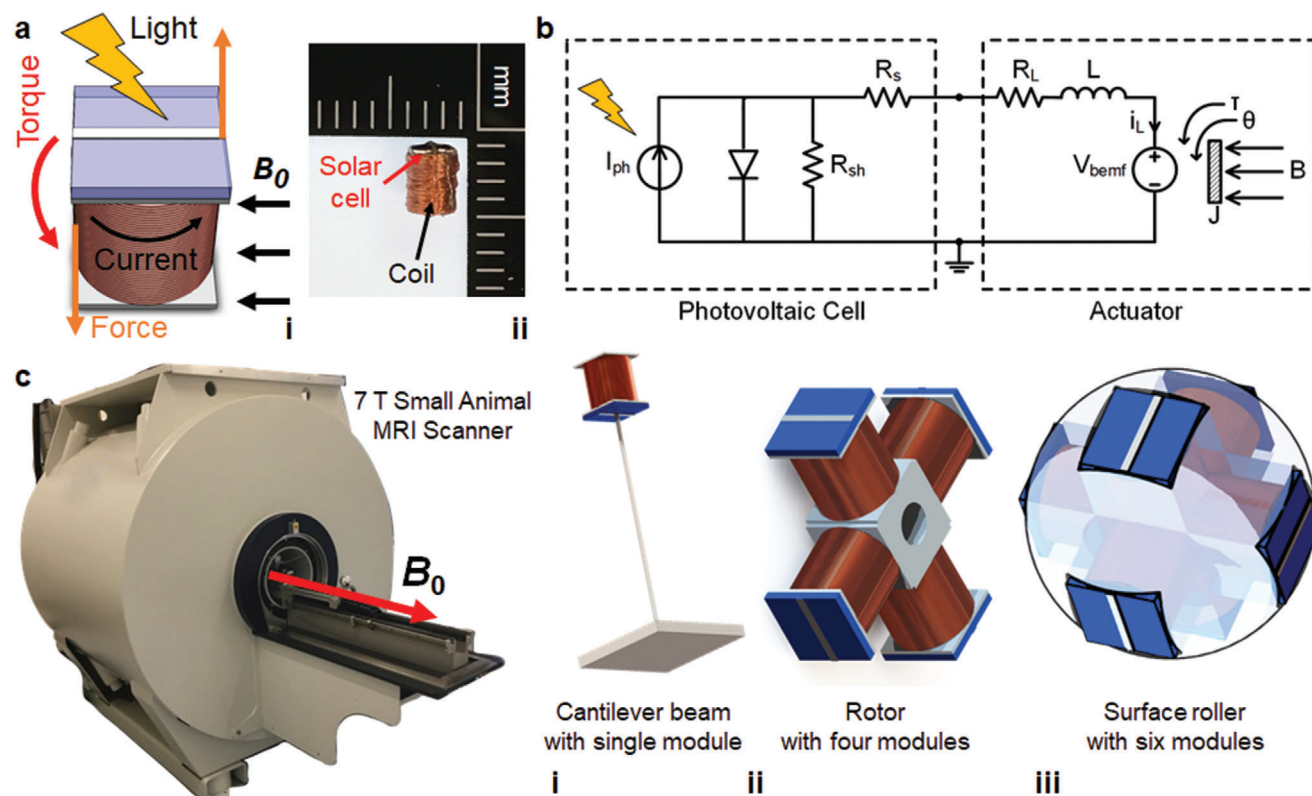 a
Light
Torque
B0
Current
Force
i
mm
Solar
cell
Coil
ii
b
Rs
RL
L
iL
Iph
Rsh
Vbemf
+
−
τ
θ
B
J
Photovoltaic Cell
Actuator
c
7 T Small Animal
MRI Scanner
B0
Cantilever beam
with single module
i
Rotor
with four modules
ii
Surface roller
with six modules
iii